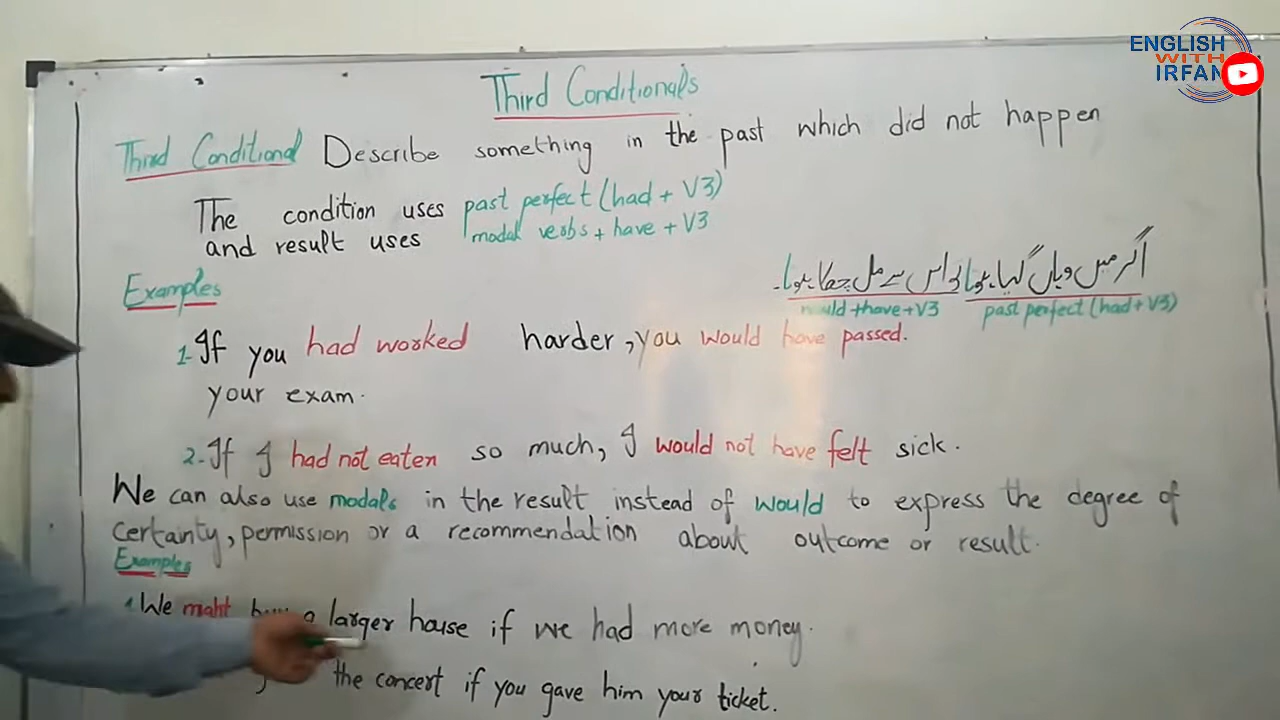 ENGLISH
WITH
IRFAN
Third Conditionals
Third Conditional Describe something in the past which did not happen
The condition uses past perfect (had + V3)
and result uses modal verbs + have + V3
اگر میں وہاں گیا ہوتا تو اس سے مل چکا ہوتا۔
would + have + V3 past perfect (had + V3)
Examples
1- If you had worked harder, you would have passed.
your exam.
2- If I had not eaten so much, I would not have felt sick.
We can also use modals in the result instead of would to express the degree of
certainty, permission or a recommendation about outcome or result.
Examples
1 We might a larger house if we had more money.
the concert if you gave him your ticket.